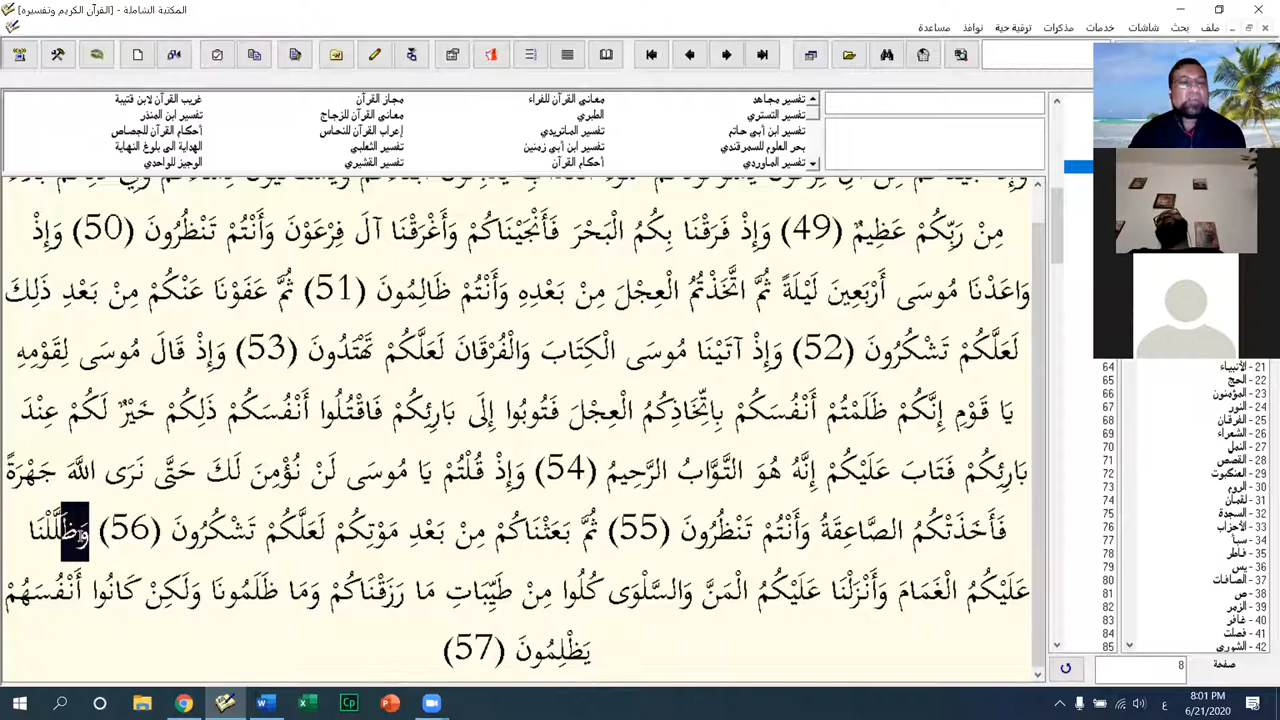 المكتبة الشاملة - [القرآن الكريم وتفسيره]
ملف بحث شاشات خدمات مذكرات ترقية حية نوافذ مساعدة
تفسير مجاهد معانى القرآن للفراء مجاز القرآن غريب القرآن لابن قتيبة
تفسير التستري الطبري معانى القرآن للزجاج تفسير ابن المنذر
تفسير ابن أبى حاتم تفسير الماتريدي إعراب القرآن للنحاس أحكام القرآن للجصاص
بحر العلوم للسمرقندي تفسير ابن أبى زمنين تفسير الثعلبي الهداية الى بلوغ النهاية
تفسير الماوردي أحكام القرآن تفسير القشيري الوجيز للواحدي
مِنْ رَبِّكُمْ عَظِيمٌ (49) وَإِذْ فَرَقْنَا بِكُمُ الْبَحْرَ فَأَنْجَيْنَاكُمْ وَأَغْرَقْنَا آلَ فِرْعَوْنَ وَأَنْتُمْ تَنْظُرُونَ (50) وَإِذْ
وَاعَدْنَا مُوسَى أَرْبَعِينَ لَيْلَةً ثُمَّ اتَّخَذْتُمُ الْعِجْلَ مِنْ بَعْدِهِ وَأَنْتُمْ ظَالِمُونَ (51) ثُمَّ عَفَوْنَا عَنْكُمْ مِنْ بَعْدِ ذَلِكَ
لَعَلَّكُمْ تَشْكُرُونَ (52) وَإِذْ آتَيْنَا مُوسَى الْكِتَابَ وَالْفُرْقَانَ لَعَلَّكُمْ تَهْتَدُونَ (53) وَإِذْ قَالَ مُوسَى لِقَوْمِهِ
يَا قَوْمِ إِنَّكُمْ ظَلَمْتُمْ أَنْفُسَكُمْ بِاتِّخَاذِكُمُ الْعِجْلَ فَتُوبُوا إِلَى بَارِئِكُمْ فَاقْتُلُوا أَنْفُسَكُمْ ذَلِكُمْ خَيْرٌ لَكُمْ عِنْدَ
بَارِئِكُمْ فَتَابَ عَلَيْكُمْ إِنَّهُ هُوَ التَّوَّابُ الرَّحِيمُ (54) وَإِذْ قُلْتُمْ يَا مُوسَى لَنْ نُؤْمِنَ لَكَ حَتَّى نَرَى اللَّهَ جَهْرَةً
فَأَخَذَتْكُمُ الصَّاعِقَةُ وَأَنْتُمْ تَنْظُرُونَ (55) ثُمَّ بَعَثْنَاكُمْ مِنْ بَعْدِ مَوْتِكُمْ لَعَلَّكُمْ تَشْكُرُونَ (56) وَظَلَّلْنَا
عَلَيْكُمُ الْغَمَامَ وَأَنْزَلْنَا عَلَيْكُمُ الْمَنَّ وَالسَّلْوَى كُلُوا مِنْ طَيِّبَاتِ مَا رَزَقْنَاكُمْ وَمَا ظَلَمُونَا وَلَكِنْ كَانُوا أَنْفُسَهُمْ
يَظْلِمُونَ (57)
21 - الأنبياء 64
22 - الحج 65
23 - المؤمنون 66
24 - النور 67
25 - الفرقان 68
26 - الشعراء 69
27 - النمل 70
28 - القصص 71
29 - العنكبوت 72
30 - الروم 73
31 - لقمان 74
32 - السجدة 75
33 - الأحزاب 76
34 - سبأ 77
35 - فاطر 78
36 - يس 79
37 - الصافات 80
38 - ص 81
39 - الزمر 82
40 - غافر 83
41 - فصلت 84
42 - الشورى 85
صفحة 8
ع 8:01 PM
6/21/2020